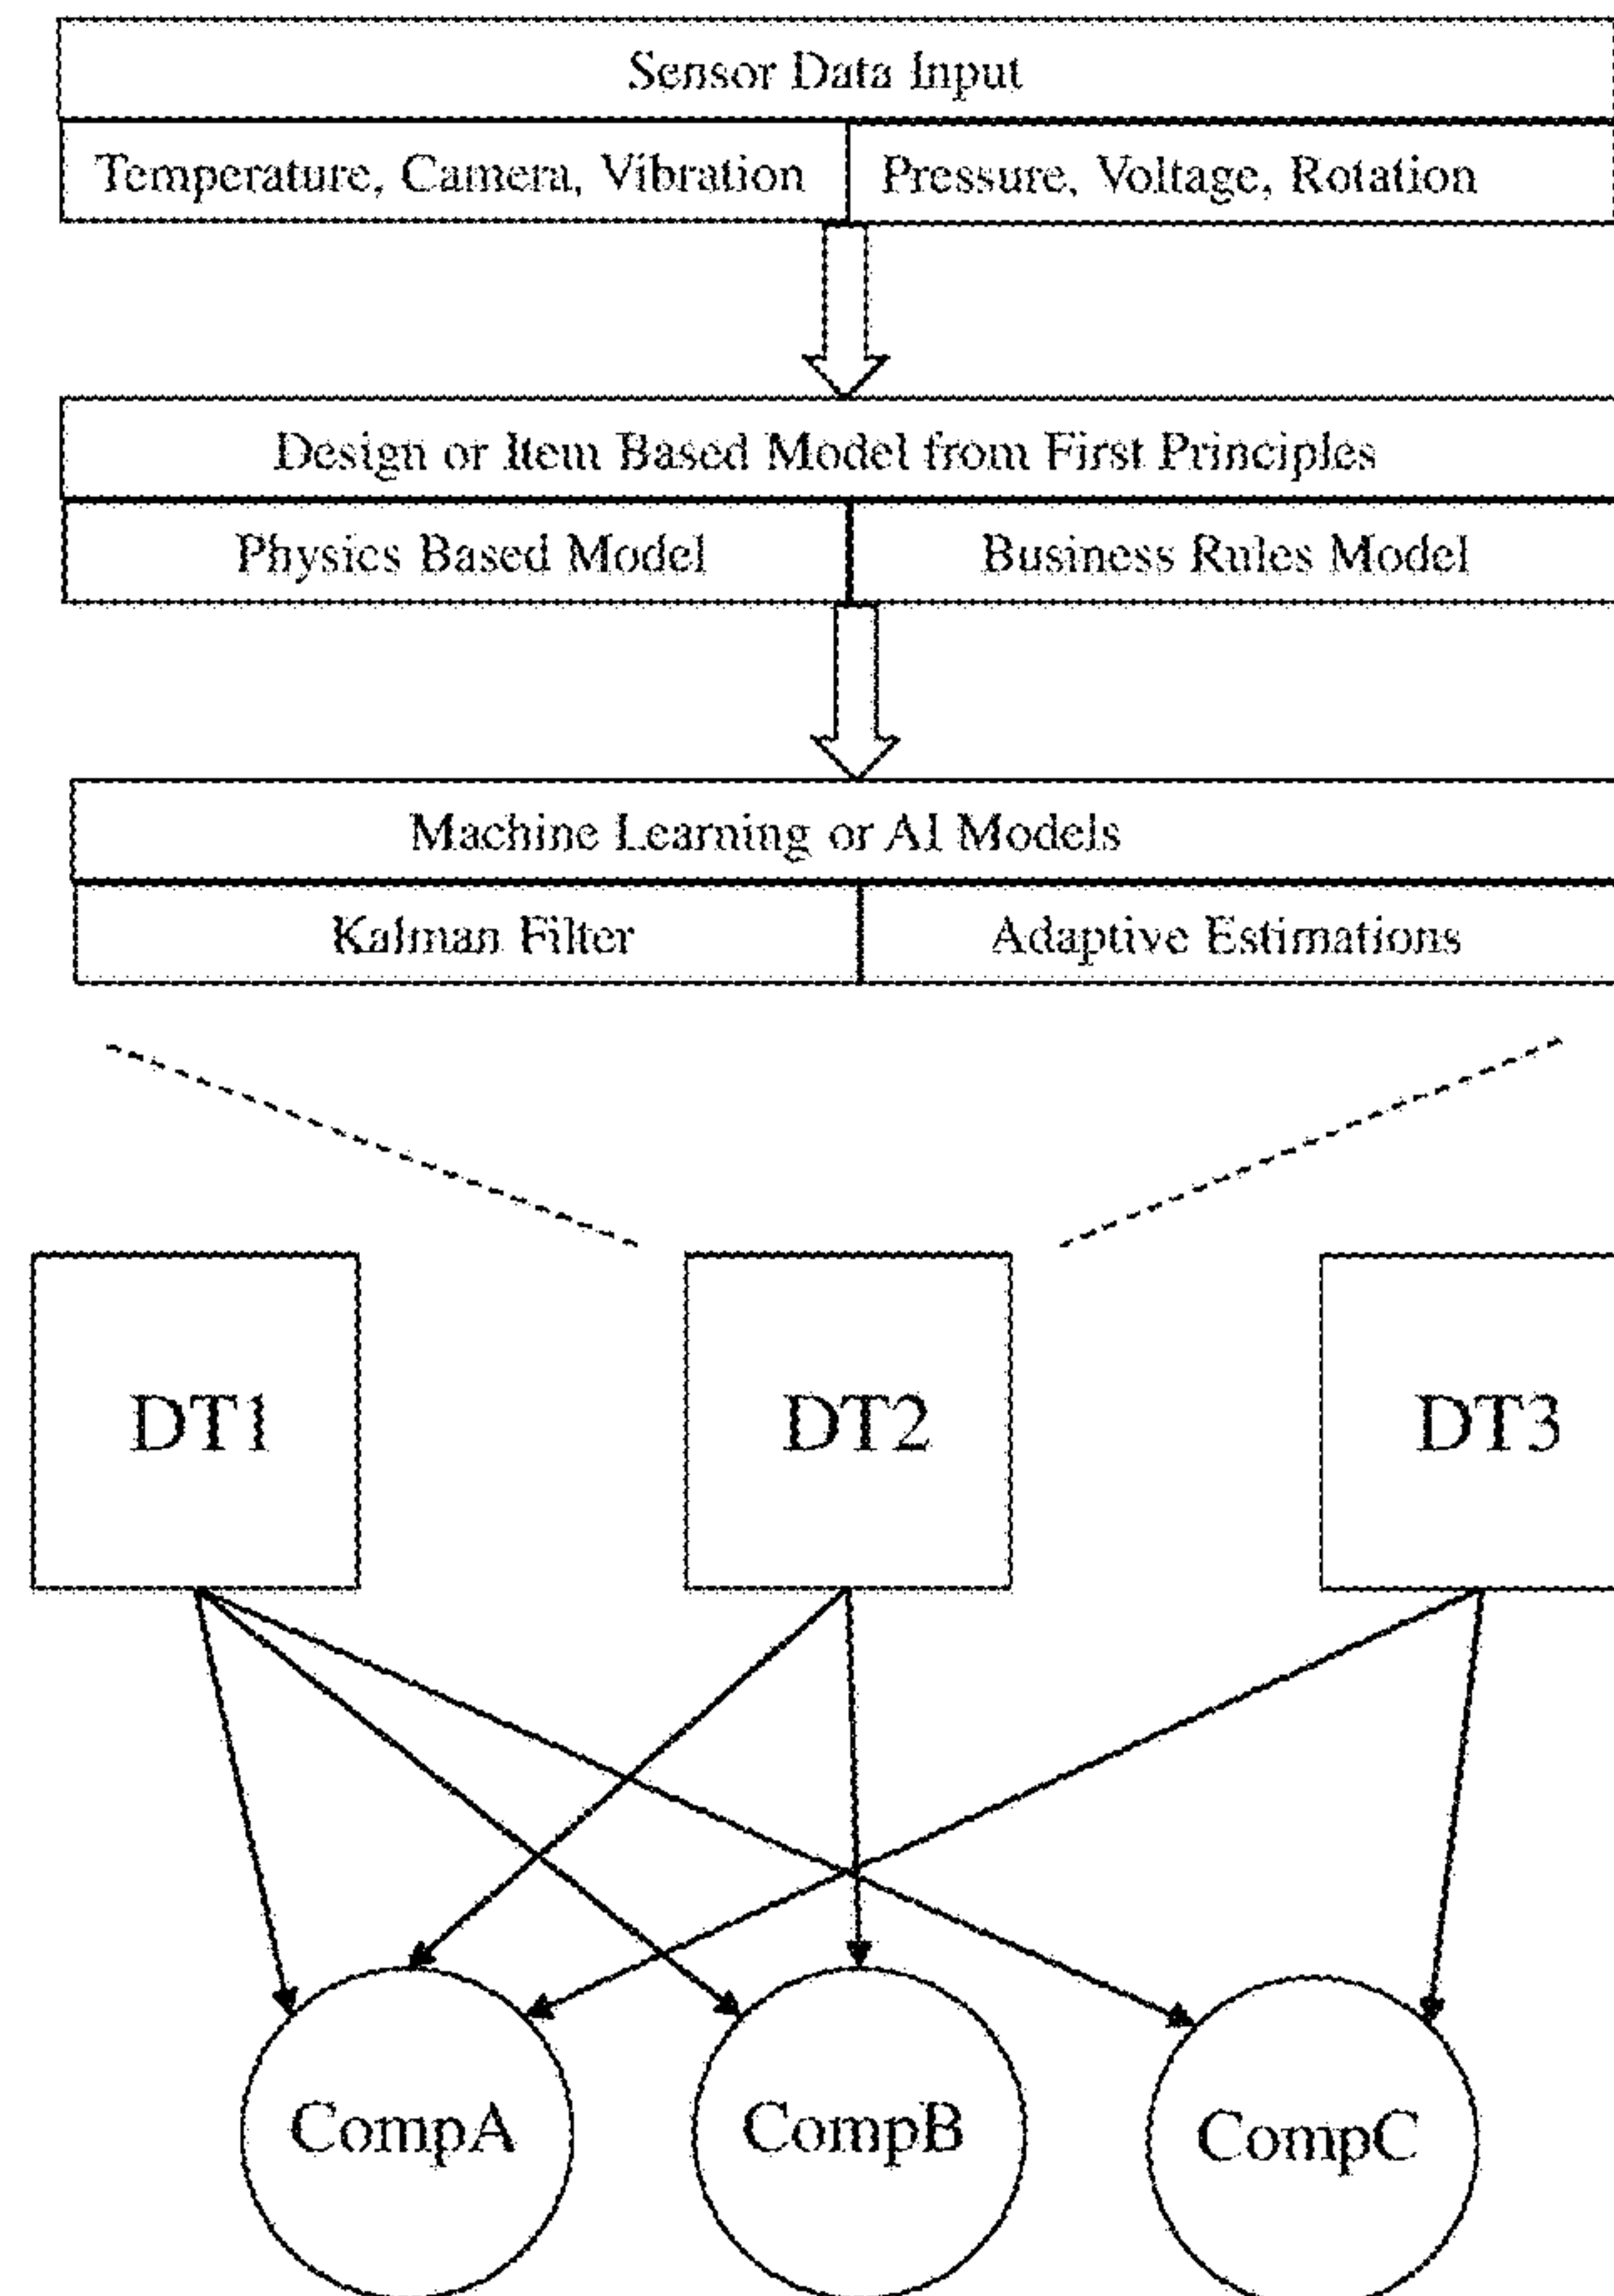 Sensor Data Input
Temperature, Camera, Vibration
Pressure, Voltage, Rotation
Design or Item Based Model from First Principles
Physics Based Model
Business Rules Model
Machine Learning or AI Models
Kalman Filter
Adaptive Estimations
DT1
DT2
DT3
CompA
CompB
CompC